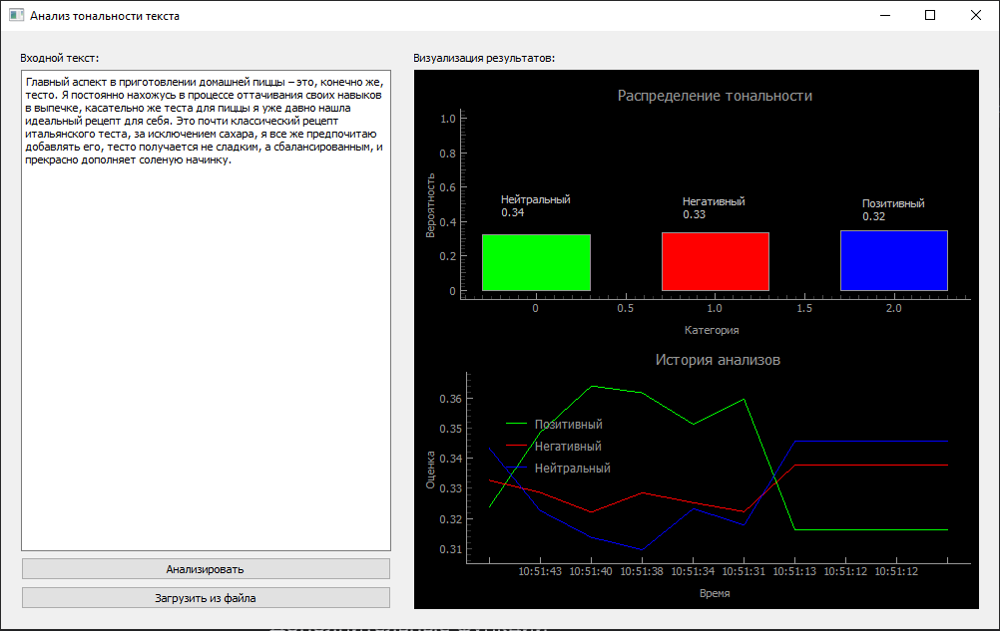 Анализ тональности текста
Входной текст:
Главный аспект в приготовлении домашней пиццы – это, конечно же,
тесто. Я постоянно нахожусь в процессе оттачивания своих навыков
в выпечке, касательно же теста для пиццы я уже давно нашла
идеальный рецепт для себя. Это почти классический рецепт
итальянского теста, за исключением сахара, я все же предпочитаю
добавлять его, тесто получается не сладким, а сбалансированным, и
прекрасно дополняет соленую начинку.
Анализировать
Загрузить из файла
Визуализация результатов:
Распределение тональности
Вероятность
1.0
0.8
0.6
0.4
0.2
0
Нейтральный
0.34
Негативный
0.33
Позитивный
0.32
0 0.5 1.0 1.5 2.0
Категория
История анализов
Оценка
0.36
0.35
0.34
0.33
0.32
0.31
Позитивный
Негативный
Нейтральный
10:51:43 10:51:40 10:51:38 10:51:34 10:51:31 10:51:13 10:51:12 10:51:12
Время